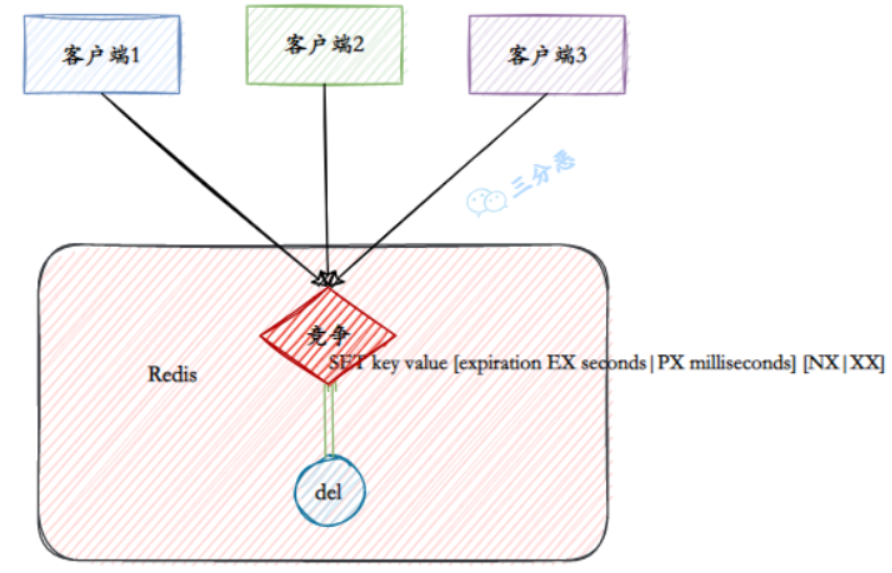 客户端1
客户端2
客户端3
三分恶
竞争
SET key value [expiration EX seconds|PX milliseconds] [NX|XX]
Redis
del